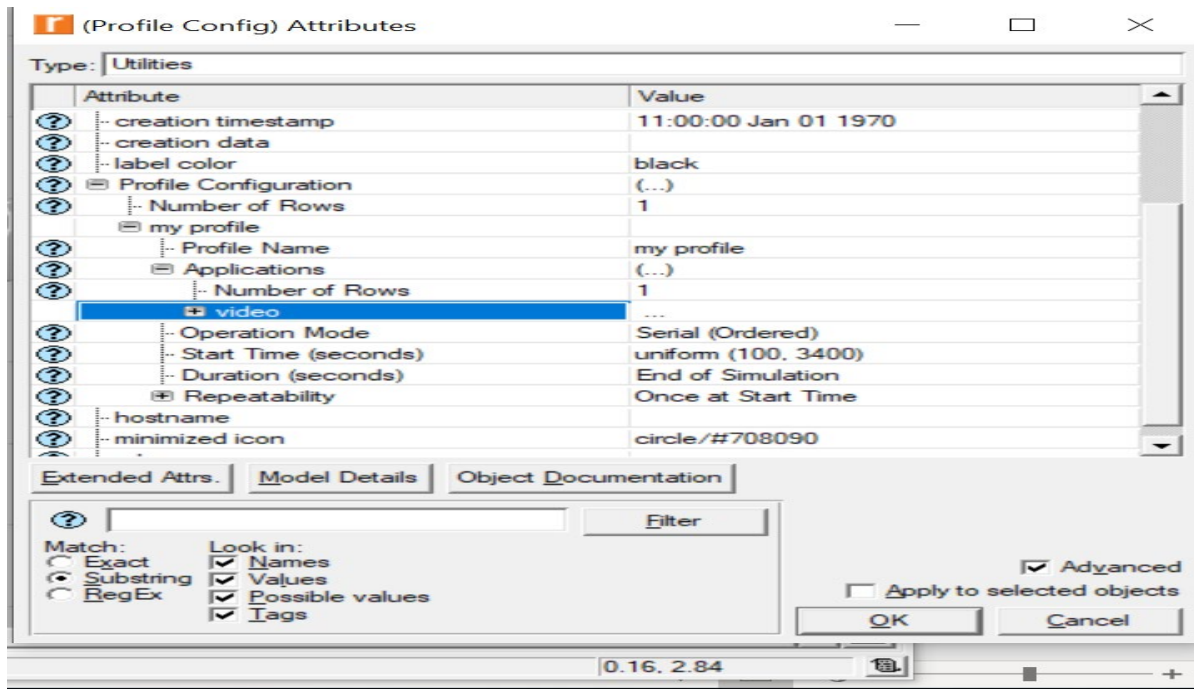 (Profile Config) Attributes
Type: Utilities
Attribute Value
creation timestamp 11:00:00 Jan 01 1970
creation data
label color black
Profile Configuration (...)
Number of Rows 1
my profile
Profile Name my profile
Applications (...)
Number of Rows 1
video ...
Operation Mode Serial (Ordered)
Start Time (seconds) uniform (100, 3400)
Duration (seconds) End of Simulation
Repeatability Once at Start Time
hostname
minimized icon circle/#708090
Extended Attrs. Model Details Object Documentation
Filter
Match: Look in:
Exact Names
Substring Values
RegEx Possible values
Tags
Advanced
Apply to selected objects
OK Cancel
0.16, 2.84